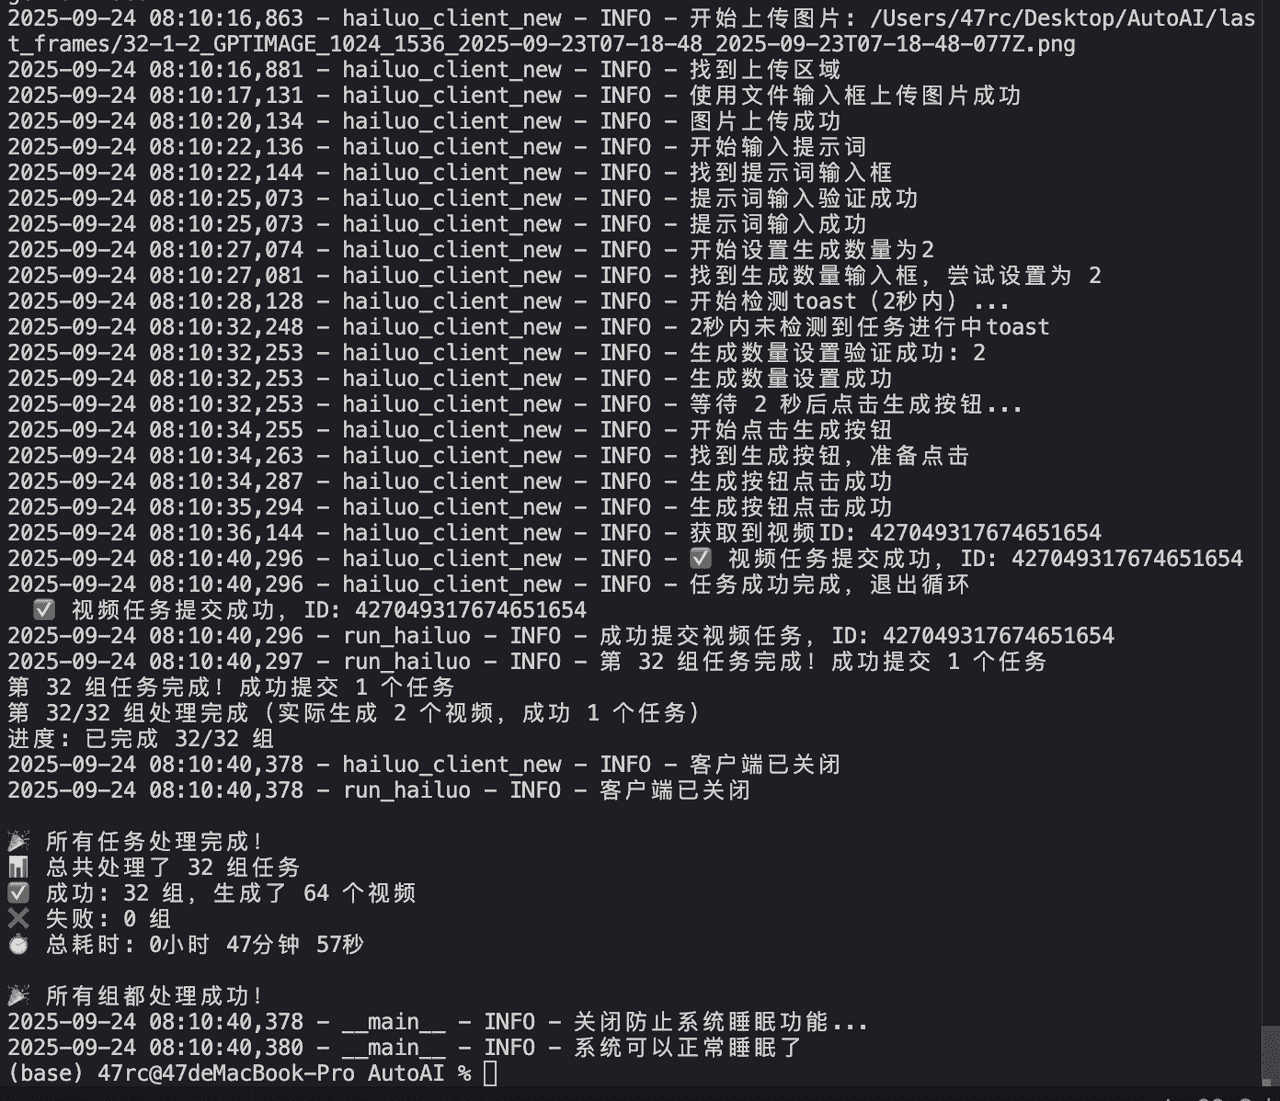 2025-09-24 08:10:16,863 - hailuo_client_new - INFO - 开始上传图片: /Users/47rc/Desktop/AutoAI/las
t_frames/32-1-2_GPTIMAGE_1024_1536_2025-09-23T07-18-48_2025-09-23T07-18-48-077Z.png
2025-09-24 08:10:16,881 - hailuo_client_new - INFO - 找到上传区域
2025-09-24 08:10:17,131 - hailuo_client_new - INFO - 使用文件输入框上传图片成功
2025-09-24 08:10:20,134 - hailuo_client_new - INFO - 图片上传成功
2025-09-24 08:10:22,136 - hailuo_client_new - INFO - 开始输入提示词
2025-09-24 08:10:22,144 - hailuo_client_new - INFO - 找到提示词输入框
2025-09-24 08:10:25,073 - hailuo_client_new - INFO - 提示词输入验证成功
2025-09-24 08:10:25,073 - hailuo_client_new - INFO - 提示词输入成功
2025-09-24 08:10:27,074 - hailuo_client_new - INFO - 开始设置生成数量为2
2025-09-24 08:10:27,081 - hailuo_client_new - INFO - 找到生成数量输入框，尝试设置为 2
2025-09-24 08:10:28,128 - hailuo_client_new - INFO - 开始检测toast（2秒内）...
2025-09-24 08:10:32,248 - hailuo_client_new - INFO - 2秒内未检测到任务进行中toast
2025-09-24 08:10:32,253 - hailuo_client_new - INFO - 生成数量设置验证成功: 2
2025-09-24 08:10:32,253 - hailuo_client_new - INFO - 生成数量设置成功
2025-09-24 08:10:32,253 - hailuo_client_new - INFO - 等待 2 秒后点击生成按钮...
2025-09-24 08:10:34,255 - hailuo_client_new - INFO - 开始点击生成按钮
2025-09-24 08:10:34,263 - hailuo_client_new - INFO - 找到生成按钮，准备点击
2025-09-24 08:10:34,287 - hailuo_client_new - INFO - 生成按钮点击成功
2025-09-24 08:10:35,294 - hailuo_client_new - INFO - 生成按钮点击成功
2025-09-24 08:10:36,144 - hailuo_client_new - INFO - 获取到视频ID: 427049317674651654
2025-09-24 08:10:40,296 - hailuo_client_new - INFO - ✅ 视频任务提交成功，ID: 427049317674651654
2025-09-24 08:10:40,296 - hailuo_client_new - INFO - 任务成功完成，退出循环
✅ 视频任务提交成功，ID: 427049317674651654
2025-09-24 08:10:40,296 - run_hailuo - INFO - 成功提交视频任务，ID: 427049317674651654
2025-09-24 08:10:40,297 - run_hailuo - INFO - 第 32 组任务完成！成功提交 1 个任务
第 32 组任务完成！成功提交 1 个任务
第 32/32 组处理完成（实际生成 2 个视频，成功 1 个任务）
进度: 已完成 32/32 组
2025-09-24 08:10:40,378 - hailuo_client_new - INFO - 客户端已关闭
2025-09-24 08:10:40,378 - run_hailuo - INFO - 客户端已关闭
🎉 所有任务处理完成！
📊 总共处理了 32 组任务
✅ 成功: 32 组，生成了 64 个视频
❌ 失败: 0 组
⏱ 总耗时: 0小时 47分钟 57秒
🎉 所有组都处理成功！
2025-09-24 08:10:40,378 - __main__ - INFO - 关闭防止系统睡眠功能...
2025-09-24 08:10:40,380 - __main__ - INFO - 系统可以正常睡眠了
(base) 47rc@47deMacBook-Pro AutoAI %